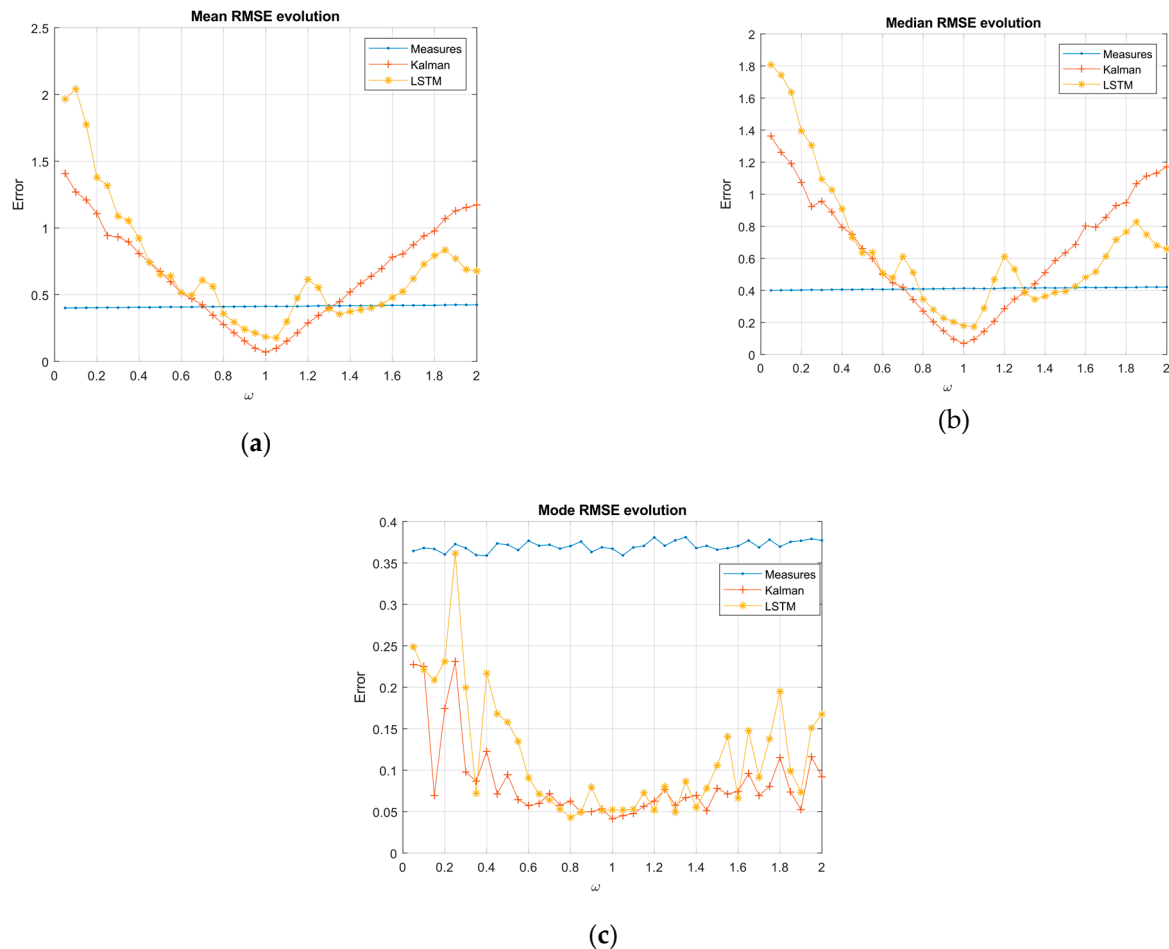 Mean RMSE evolution
2.5
2
1.5
1
0.5
0
Error
Measures
Kalman
LSTM
0 0.2 0.4 0.6 0.8 1 1.2 1.4 1.6 1.8 2
ω
(a)
Median RMSE evolution
2
1.8
1.6
1.4
1.2
1
0.8
0.6
0.4
0.2
0
Error
Measures
Kalman
LSTM
0 0.2 0.4 0.6 0.8 1 1.2 1.4 1.6 1.8 2
ω
(b)
Mode RMSE evolution
0.4
0.35
0.3
0.25
0.2
0.15
0.1
0.05
0
Error
Measures
Kalman
LSTM
0 0.2 0.4 0.6 0.8 1 1.2 1.4 1.6 1.8 2
ω
(c)